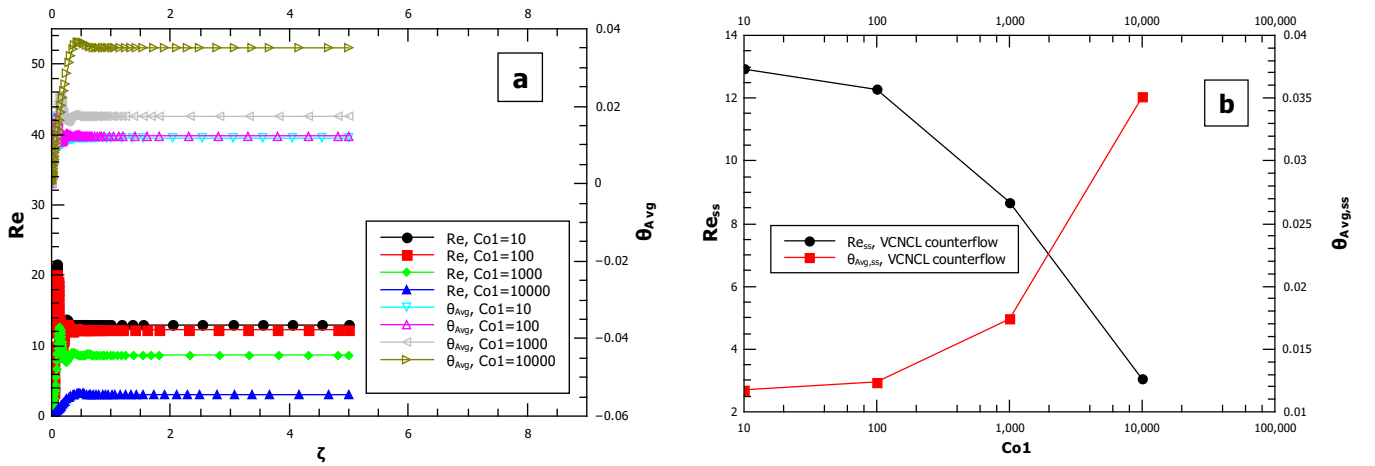 0 2 4 6 8
a
Re
50
40
30
20
10
0
0.04
0.02
0
−0.02
−0.04
−0.06
θAvg
Re, Co1=10
Re, Co1=100
Re, Co1=1000
Re, Co1=10000
θAvg, Co1=10
θAvg, Co1=100
θAvg, Co1=1000
θAvg, Co1=10000
0 2 4 6 8
ζ
10 100 1,000 10,000 100,000
b
Ress
14
12
10
8
6
4
2
0.04
0.035
0.03
0.025
0.02
0.015
0.01
θAvg,ss
Ress, VCNCL counterflow
θAvg,ss, VCNCL counterflow
10 100 1,000 10,000 100,000
Co1